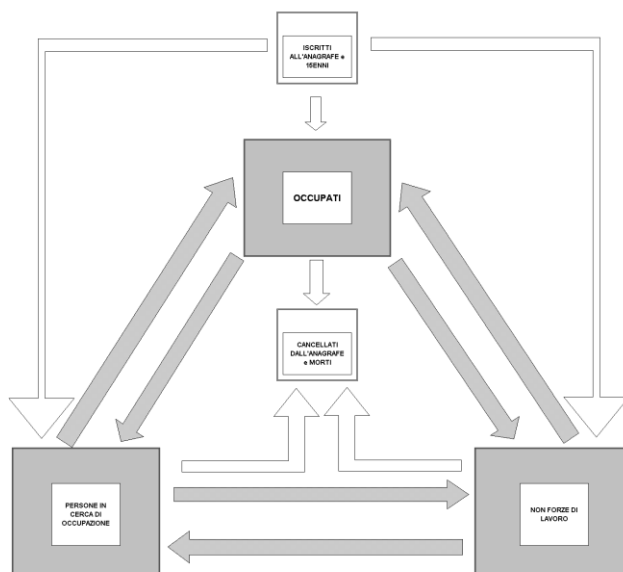 ISCRITTI
ALL'ANAGRAFE e
15ENNI
OCCUPATI
CANCELLATI
DALL'ANAGRAFE
e MORTI
PERSONE IN
CERCA DI
OCCUPAZIONE
NON FORZE DI
LAVORO